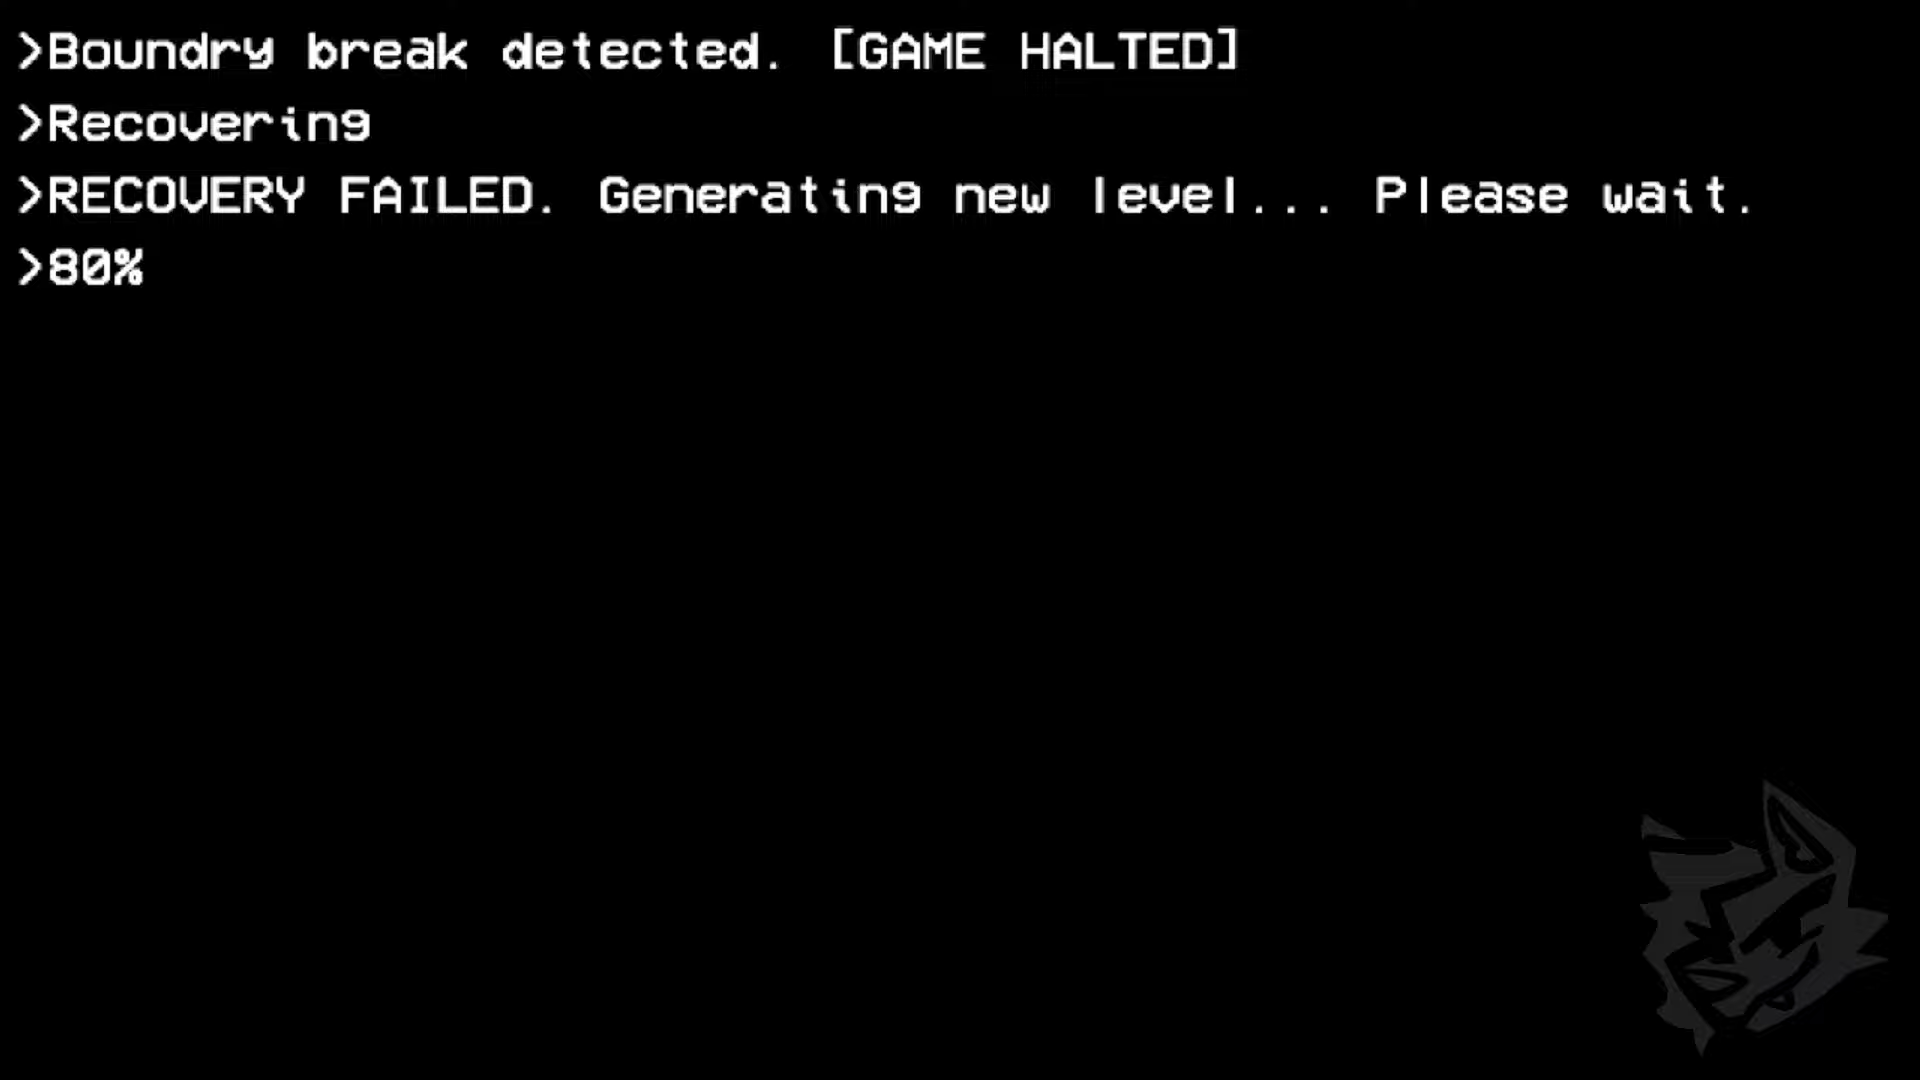 >Boundry break detected. [GAME HALTED]
>Recovering
>RECOVERY FAILED. Generating new level... Please wait.
>80%